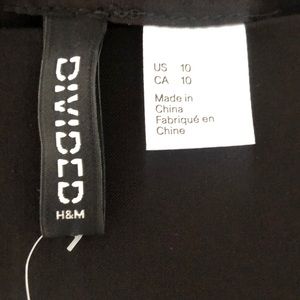 DIVIDED
H&M
US 10
CA 10
Made in
China
Fabriqué en
Chine